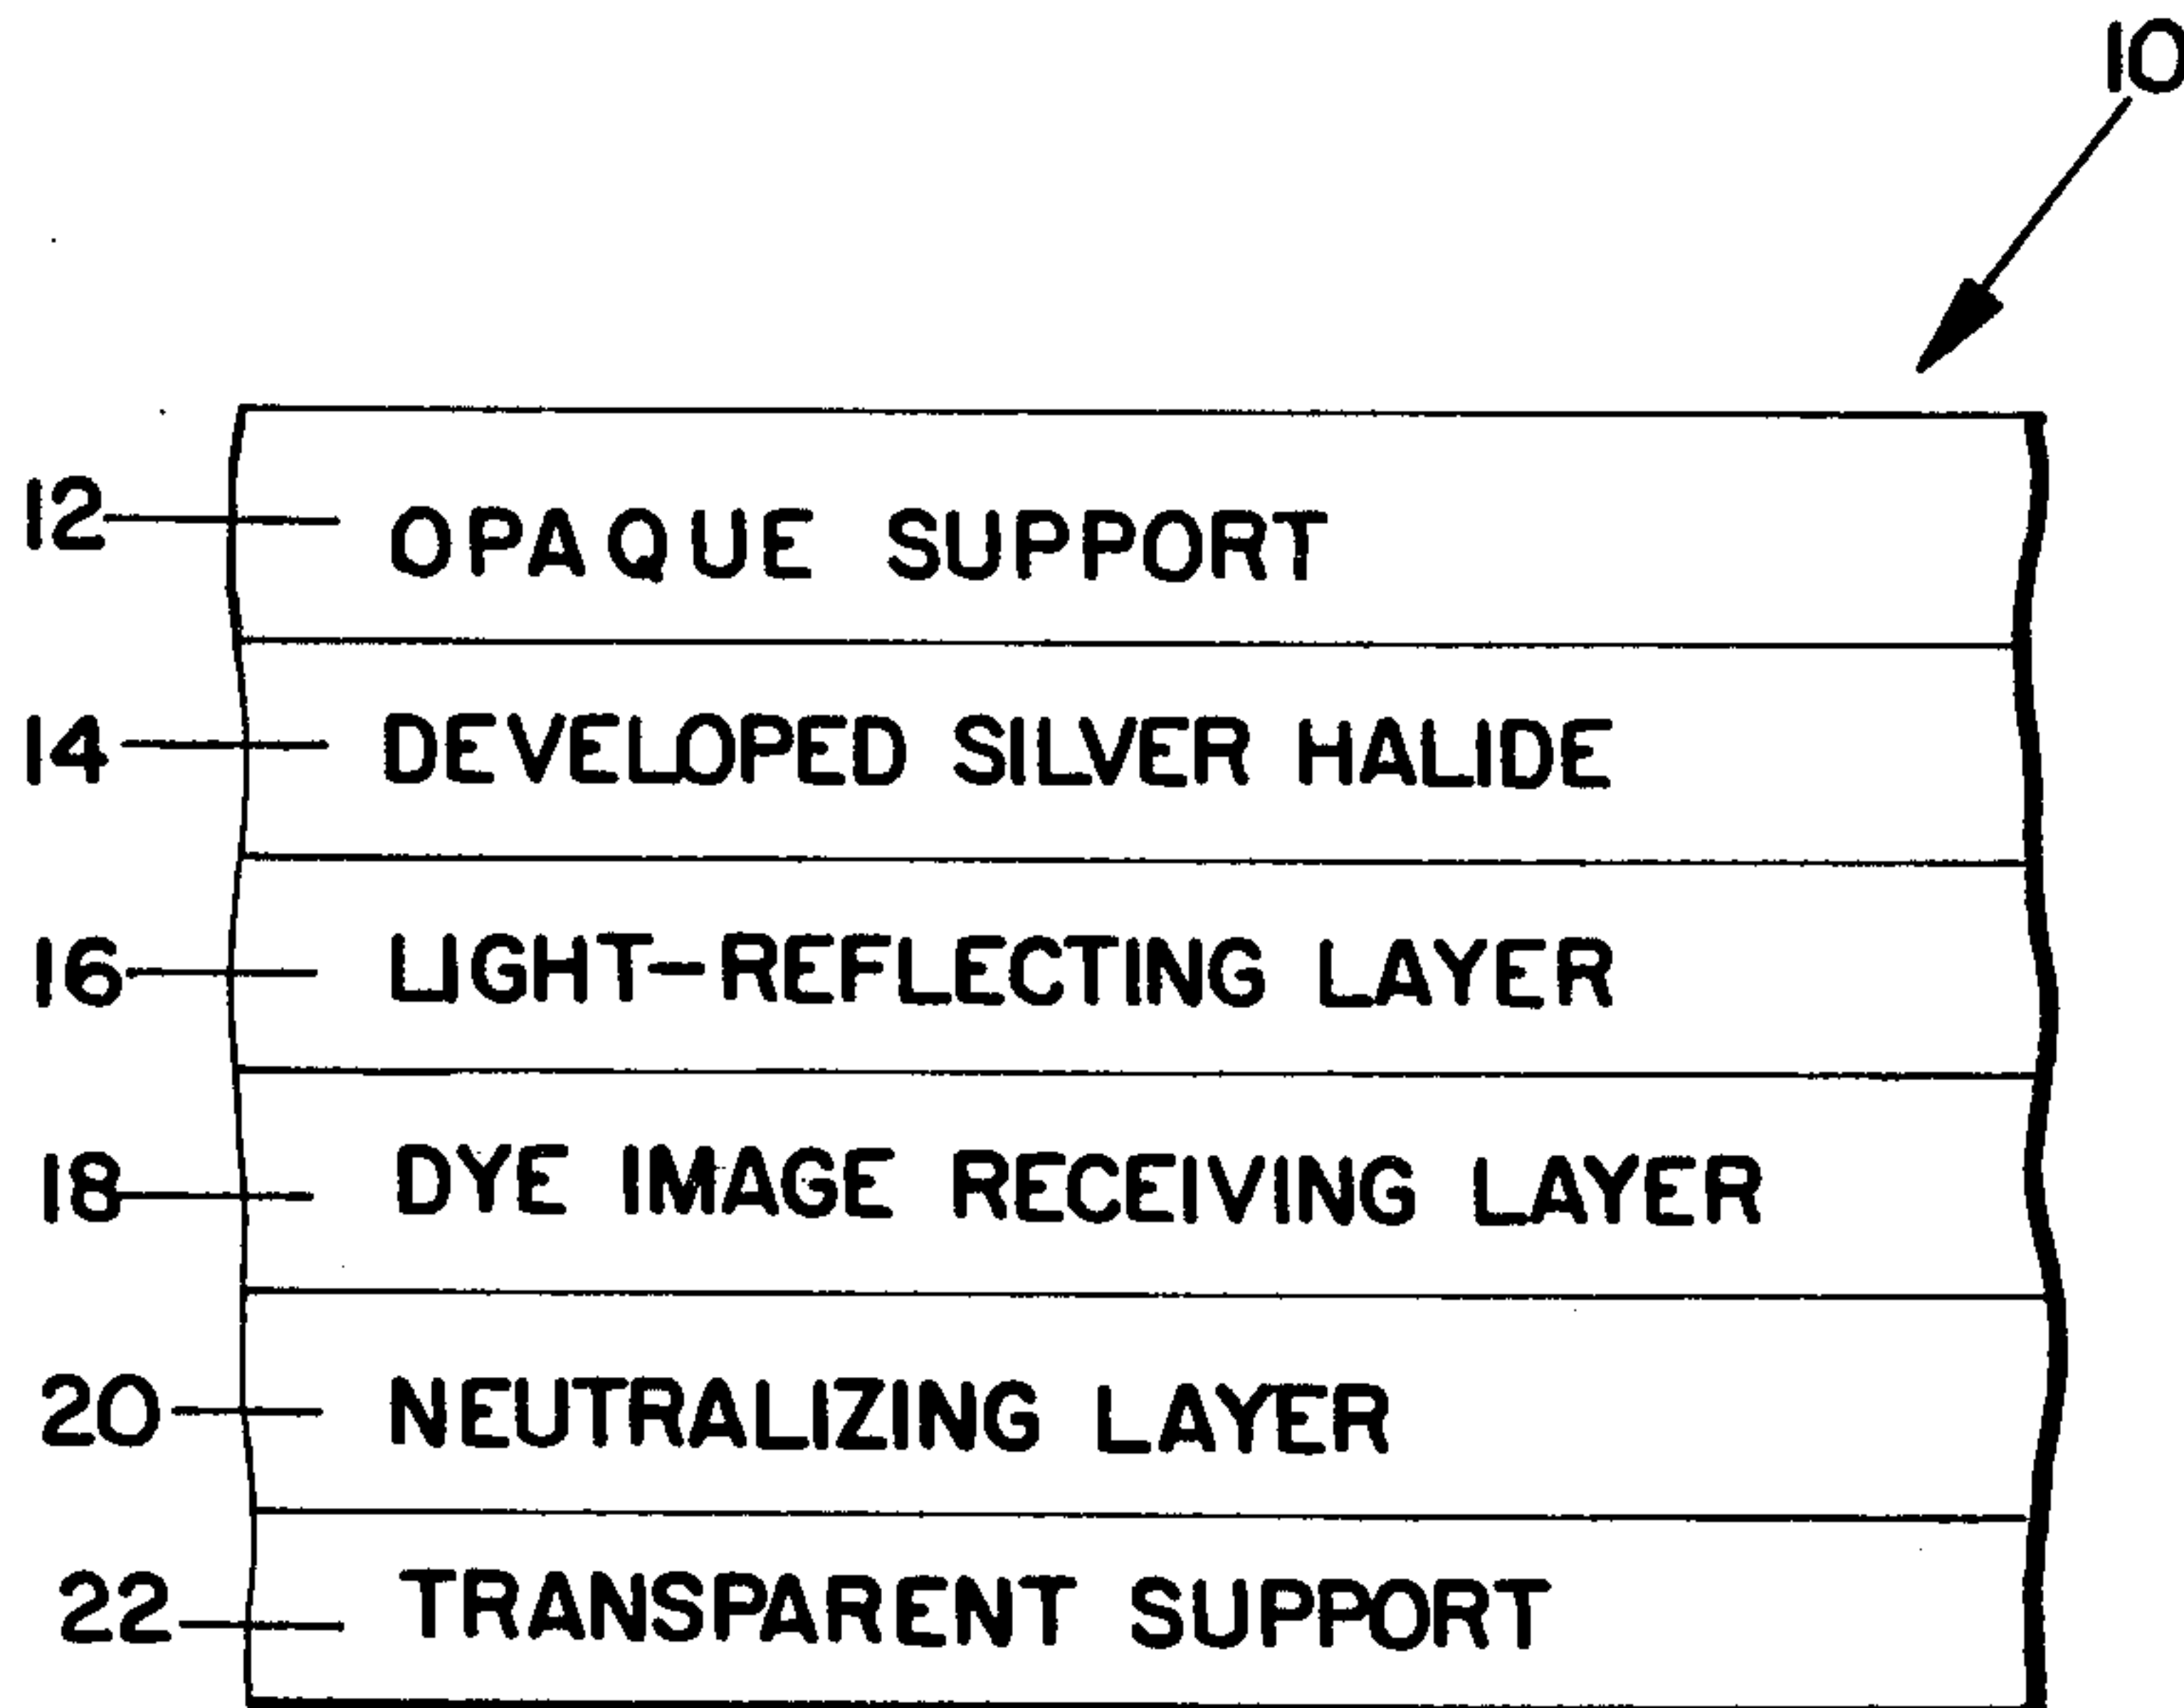 10
12 OPAQUE SUPPORT
14 DEVELOPED SILVER HALIDE
16 LIGHT-REFLECTING LAYER
18 DYE IMAGE RECEIVING LAYER
20 NEUTRALIZING LAYER
22 TRANSPARENT SUPPORT